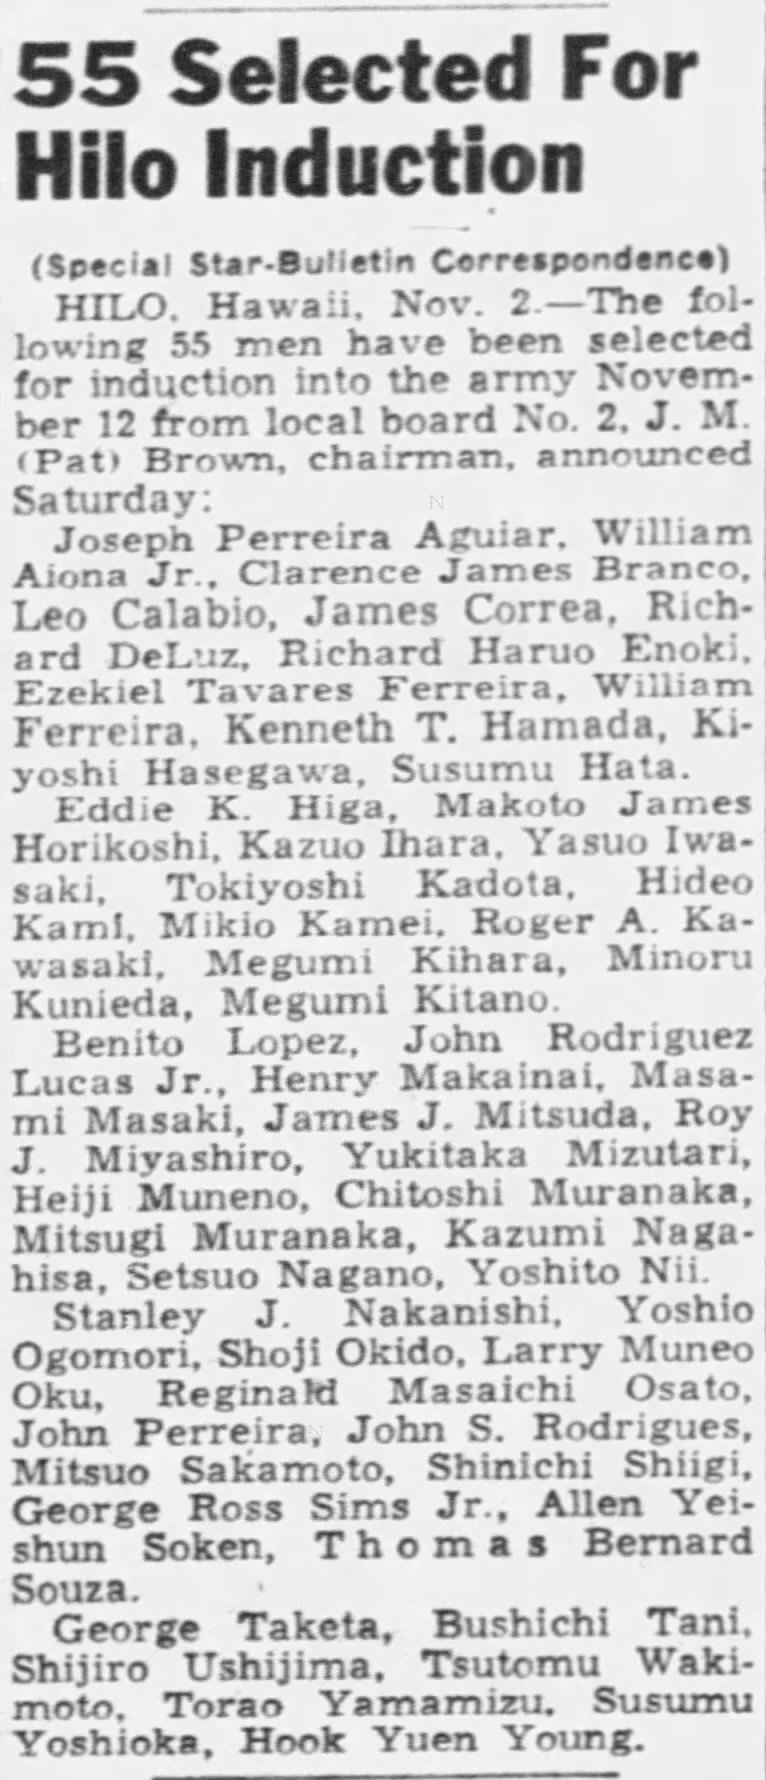 55 Selected For
Hilo Induction
(Special Star-Bulletin Correspondence)
HILO, Hawaii, Nov. 2.—The fol-
lowing 55 men have been selected
for induction into the army Novem-
ber 12 from local board No. 2, J. M.
(Pat) Brown, chairman, announced
Saturday:
Joseph Perreira Aguiar, William
Aiona Jr., Clarence James Branco,
Leo Calabio, James Correa, Rich-
ard DeLuz, Richard Haruo Enoki,
Ezekiel Tavares Ferreira, William
Ferreira, Kenneth T. Hamada, Ki-
yoshi Hasegawa, Susumu Hata.
Eddie K. Higa, Makoto James
Horikoshi, Kazuo Ihara, Yasuo Iwa-
saki, Tokiyoshi Kadota, Hideo
Kami, Mikio Kamei, Roger A. Ka-
wasaki, Megumi Kihara, Minoru
Kunieda, Megumi Kitano.
Benito Lopez, John Rodriguez
Lucas Jr., Henry Makainai, Masa-
mi Masaki, James J. Mitsuda, Roy
J. Miyashiro, Yukitaka Mizutari,
Heiji Muneno, Chitoshi Muranaka,
Mitsugi Muranaka, Kazumi Naga-
hisa, Setsuo Nagano, Yoshito Nii.
Stanley J. Nakanishi, Yoshio
Ogomori, Shoji Okido, Larry Muneo
Oku, Reginald Masaichi Osato,
John Perreira, John S. Rodrigues,
Mitsuo Sakamoto, Shinichi Shiigi,
George Ross Sims Jr., Allen Yei-
shun Soken, Thomas Bernard
Souza.
George Taketa, Bushichi Tani,
Shijiro Ushijima, Tsutomu Waki-
moto, Torao Yamamizu, Susumu
Yoshioka, Hook Yuen Young.